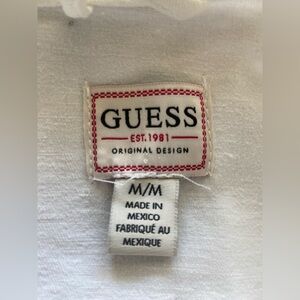 GUESS
EST.1981
ORIGINAL DESIGN
M/M
MADE IN
MEXICO
FABRIQUÉ AU
MEXIQUE